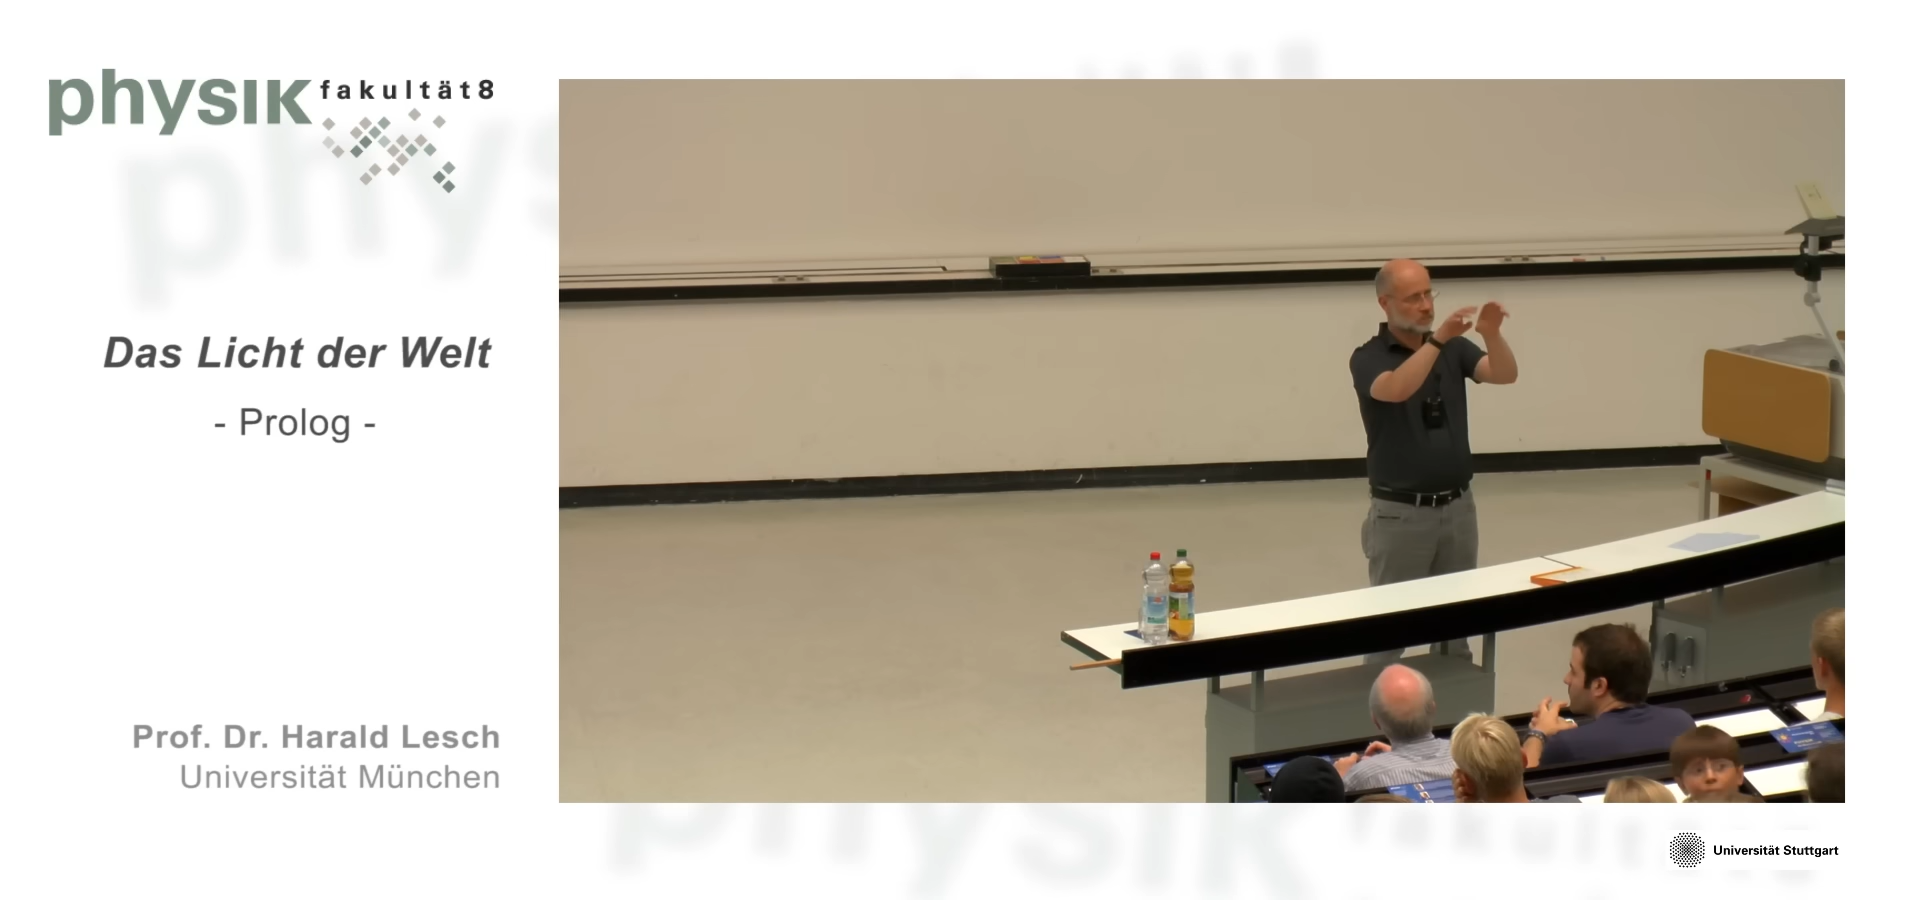 physik fakultät8
Das Licht der Welt
- Prolog -
Prof. Dr. Harald Lesch
Universität München
Universität Stuttgart